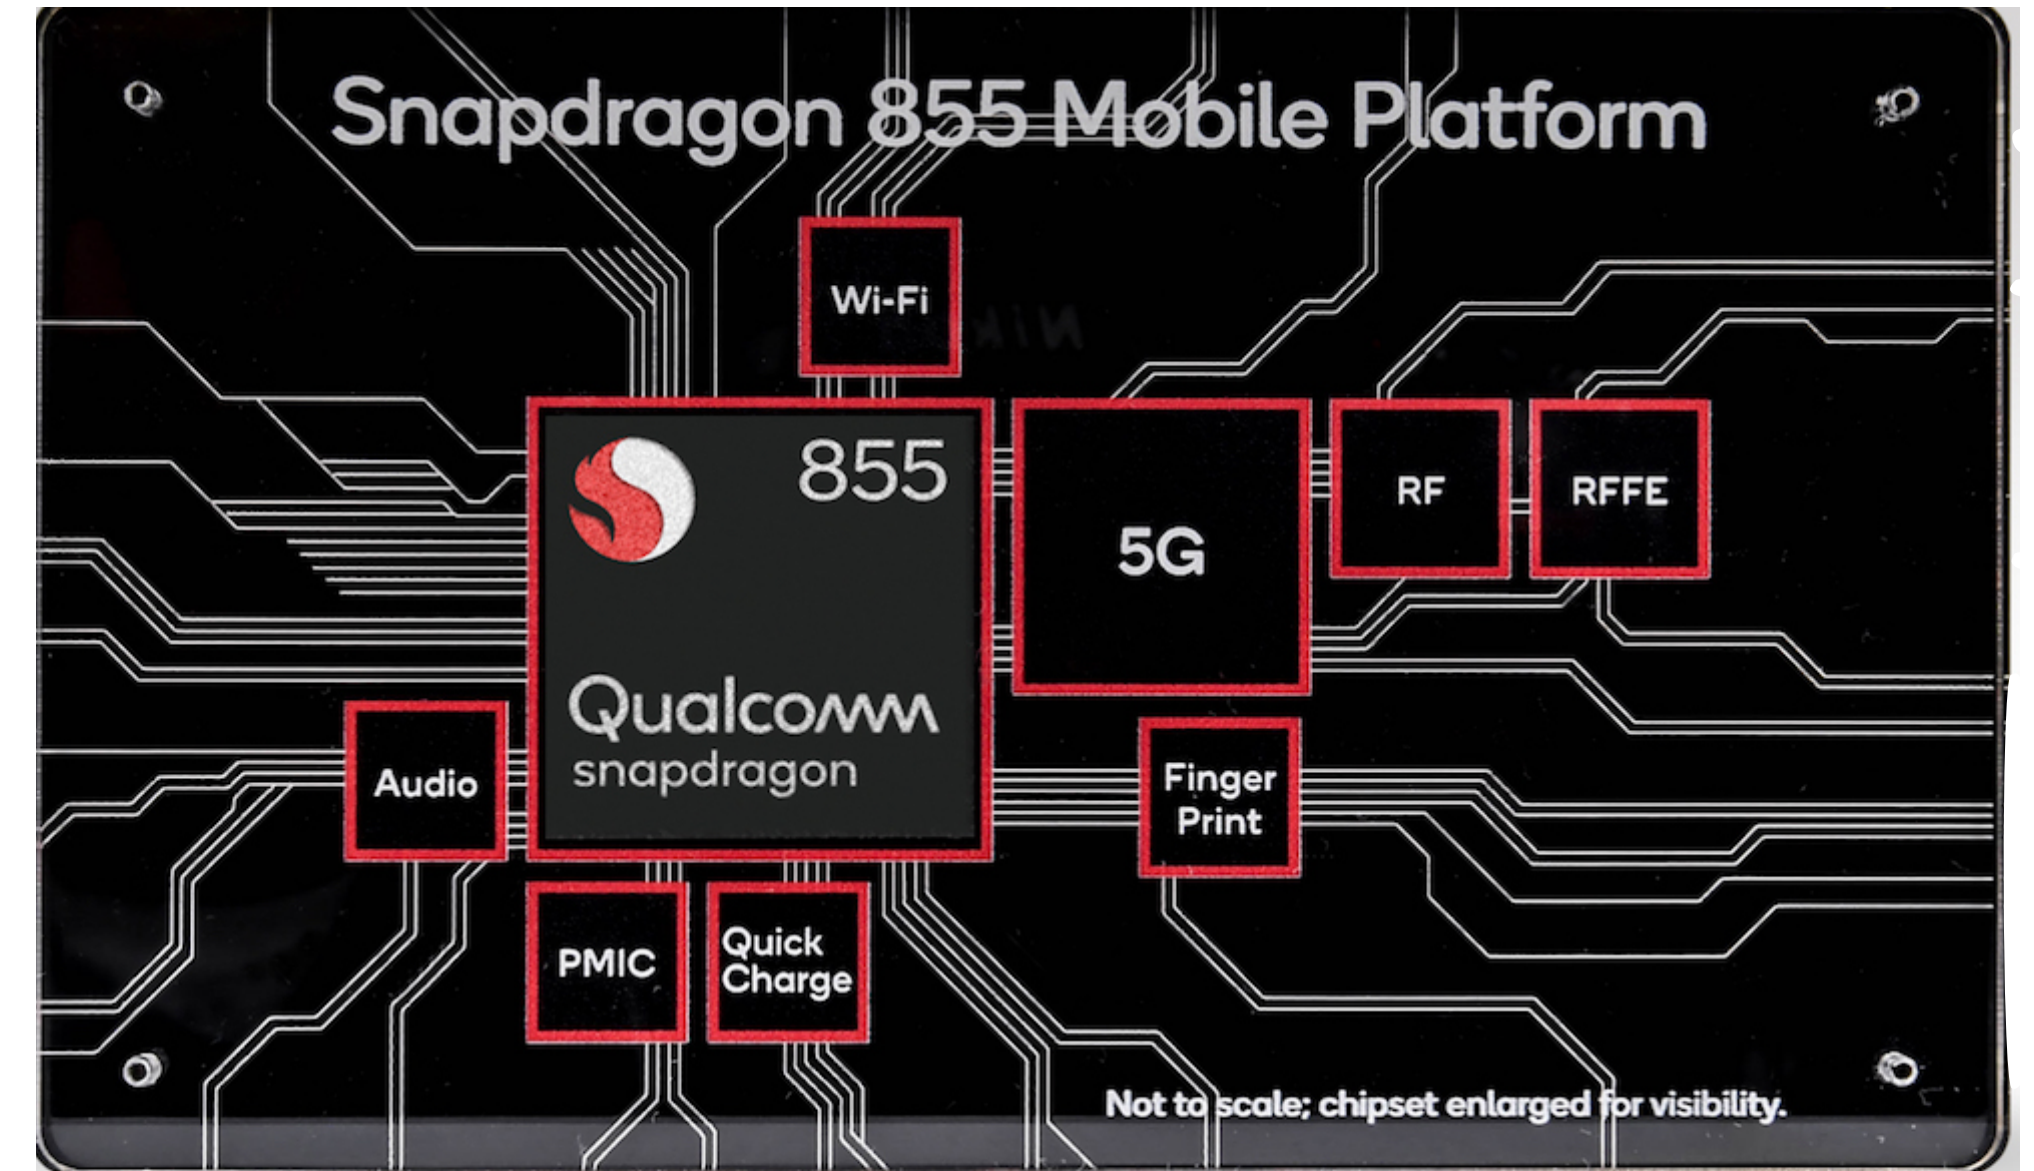 Snapdragon 855 Mobile Platform
Wi-Fi
855
5G
RF
RFFE
Qualcomm
snapdragon
Audio
Finger
Print
PMIC
Quick
Charge
Not to scale; chipset enlarged for visibility.